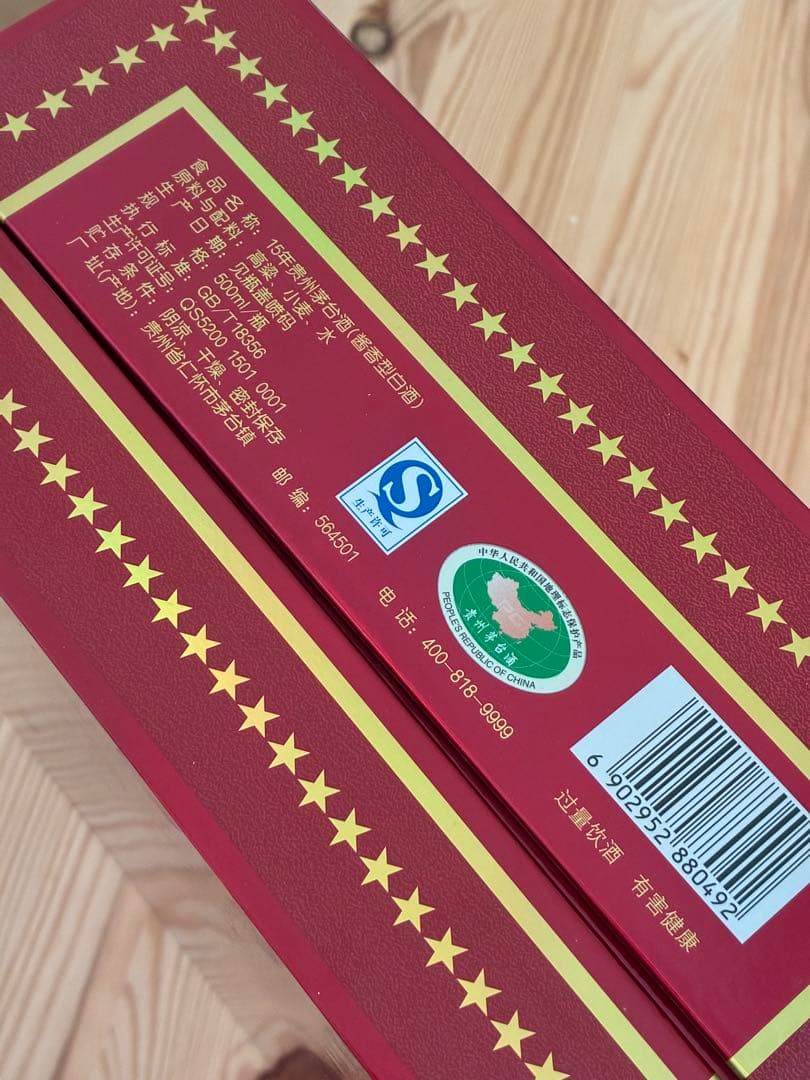 食品名称：15年贵州茅台酒(酱香型白酒)
原料与配料：高粱、小麦、水
生产日期：见瓶盖喷码
规格：500ml/瓶
执行标准：GB/T18356
生产许可证号：QS5200 1501 0001
贮存条件：阴凉、干燥、密封保存
厂址(产地)：贵州省仁怀市茅台镇
邮编：564501
电话：400-818-9999
生产许可
中华人民共和国地理标志保护产品
贵州茅台酒
PEOPLE'S REPUBLIC OF CHINA
6 902952 880492
过量饮酒 有害健康